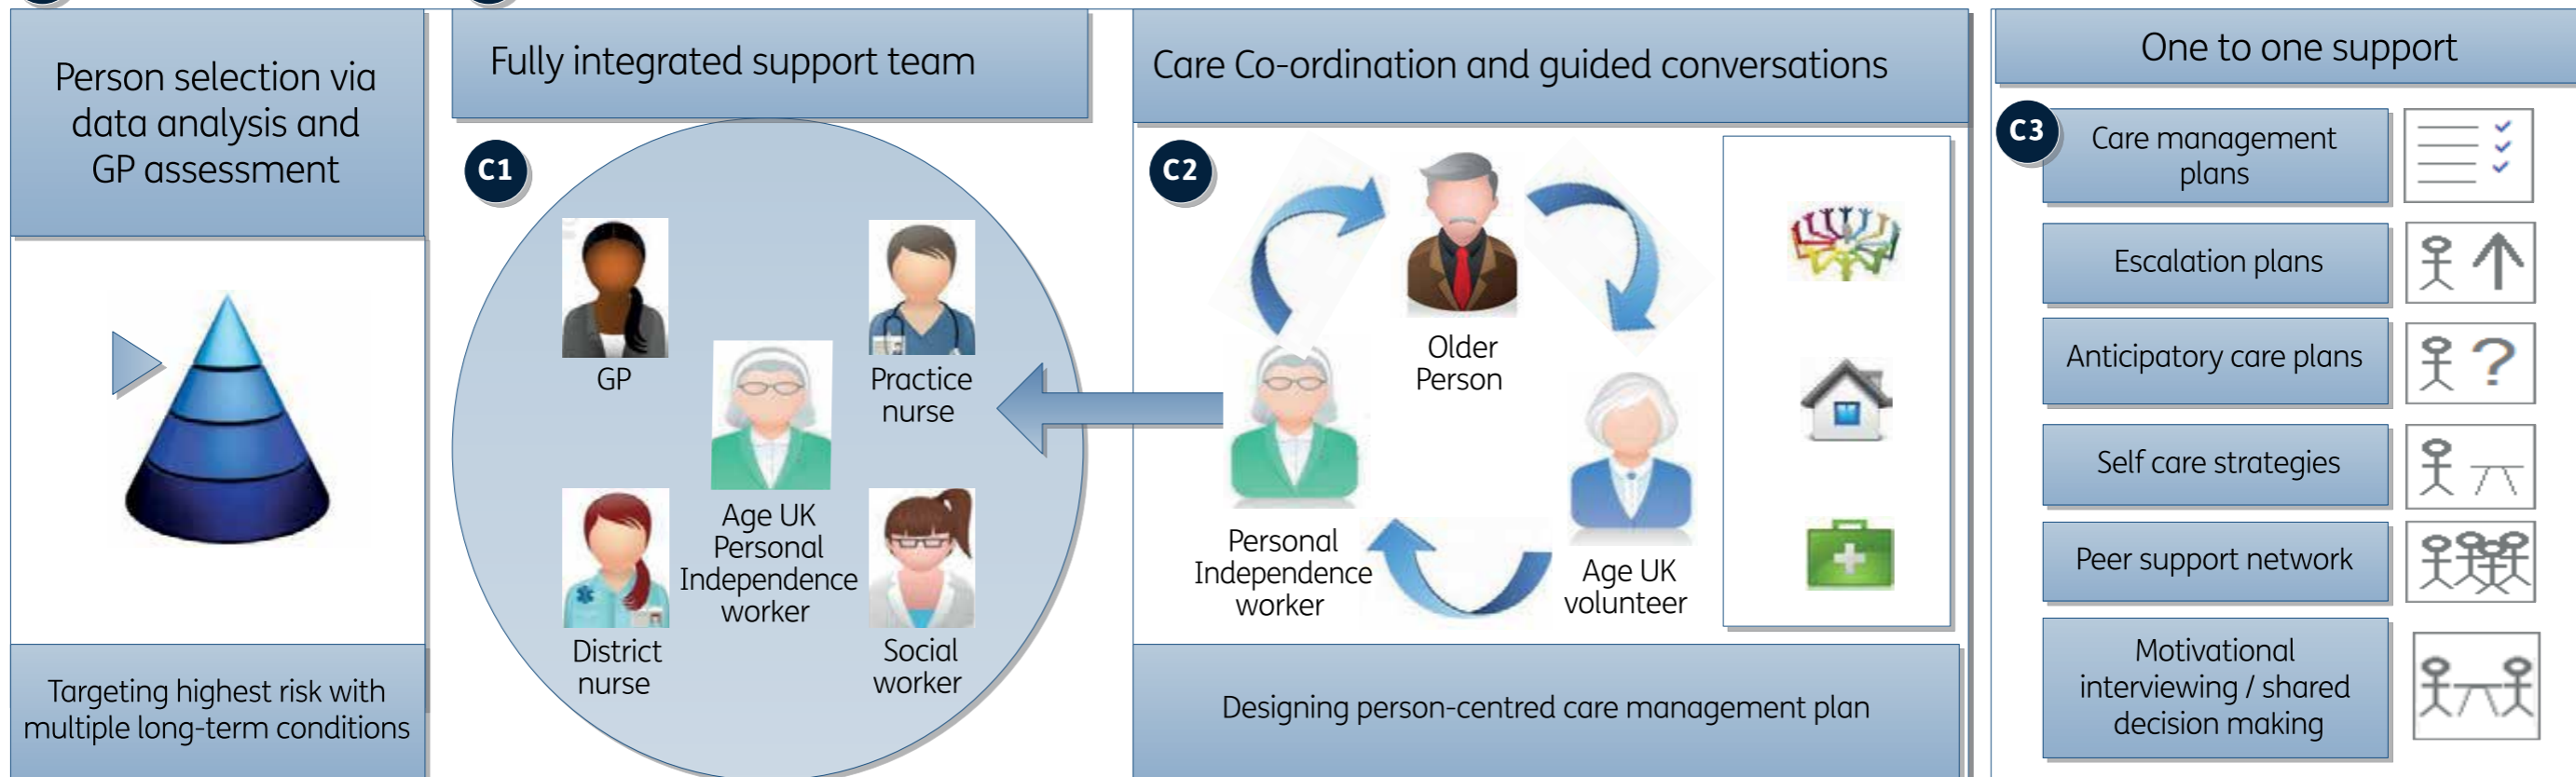 Person selection via
data analysis and
GP assessment
Targeting highest risk with
multiple long-term conditions
Fully integrated support team
C1
GP
Practice
nurse
Age UK
Personal
Independence
worker
District
nurse
Social
worker
Care Co-ordination and guided conversations
C2
Older
Person
Personal
Independence
worker
Age UK
volunteer
Designing person-centred care management plan
One to one support
C3
Care management
plans
Escalation plans
Anticipatory care plans
?
Self care strategies
Peer support network
Motivational
interviewing / shared
decision making